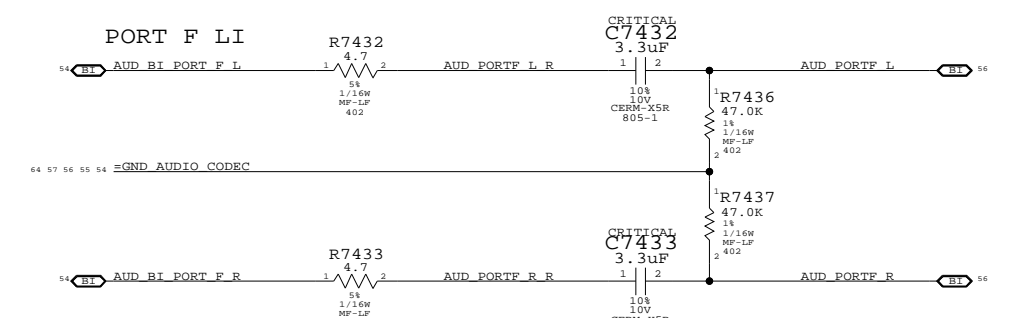 PORT F LI
R7432
4.7
CRITICAL
C7432
3.3uF
54 BI AUD_BI_PORT_F_L 1 2 AUD_PORTF_L_R 1 2 AUD_PORTF_L BI 56
5%
1/16W
MF-LF
402
10%
10V
CERM-X5R
805-1
1
R7436
47.0K
1%
1/16W
MF-LF
402
2
64 57 56 55 54 =GND_AUDIO_CODEC
1
R7437
47.0K
1%
1/16W
MF-LF
402
2
R7433
4.7
CRITICAL
C7433
3.3uF
54 BI AUD_BI_PORT_F_R 1 2 AUD_PORTF_R_R 1 2 AUD_PORTF_R BI 56
5%
1/16W
MF-LF
10%
10V
CERM-X5R